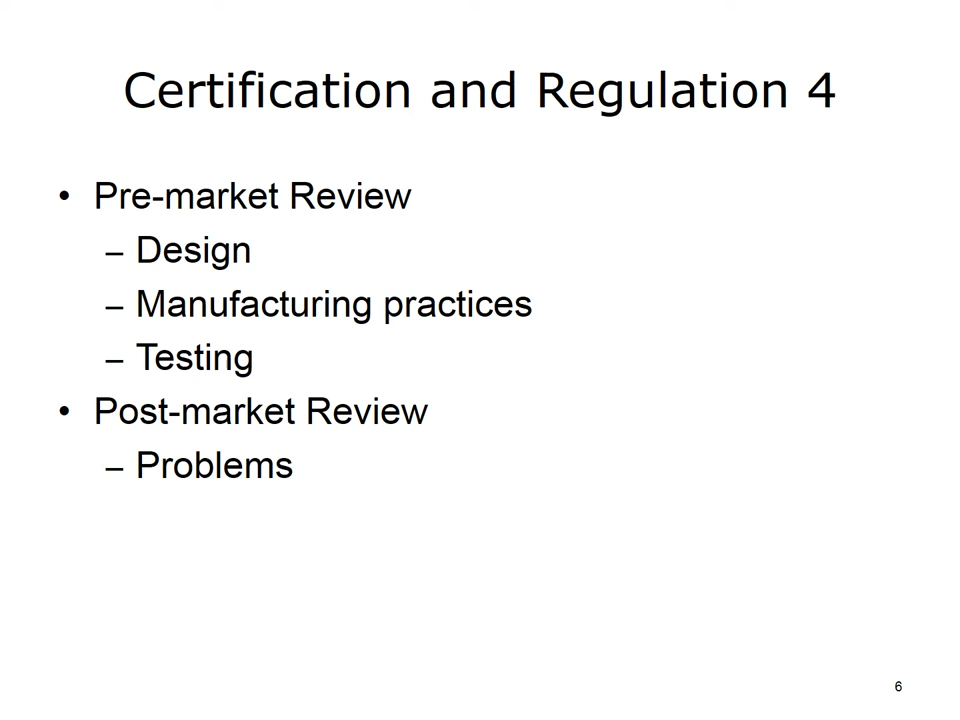 Certification and Regulation 4
• Pre-market Review
– Design
– Manufacturing practices
– Testing
• Post-market Review
– Problems
6